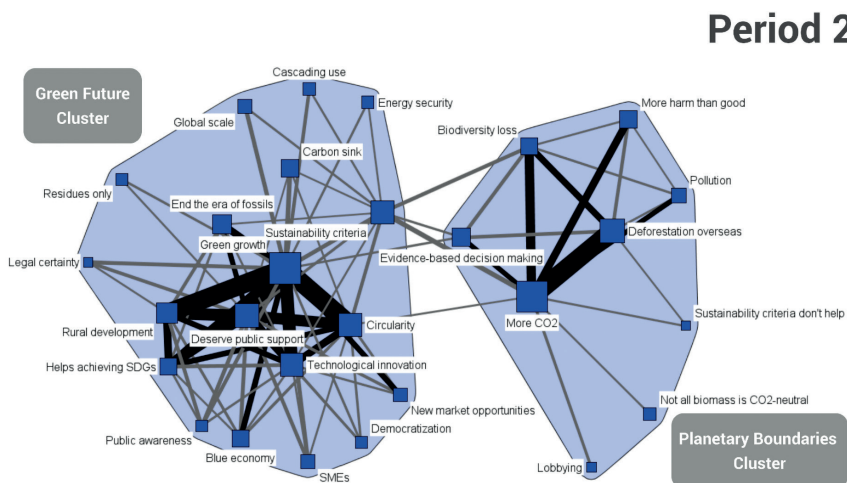 Period 2
Green Future
Cluster
Cascading use
Energy security
Global scale
More harm than good
Biodiversity loss
Carbon sink
Residues only
Pollution
End the era of fossils
Sustainability criteria
Green growth
Deforestation overseas
Evidence-based decision making
Legal certainty
More CO2
Rural development
Circularity
Deserve public support
Sustainability criteria don't help
Helps achieving SDGs
Technological innovation
New market opportunities
Not all biomass is CO2-neutral
Public awareness
Democratization
Blue economy
SMEs
Lobbying
Planetary Boundaries
Cluster